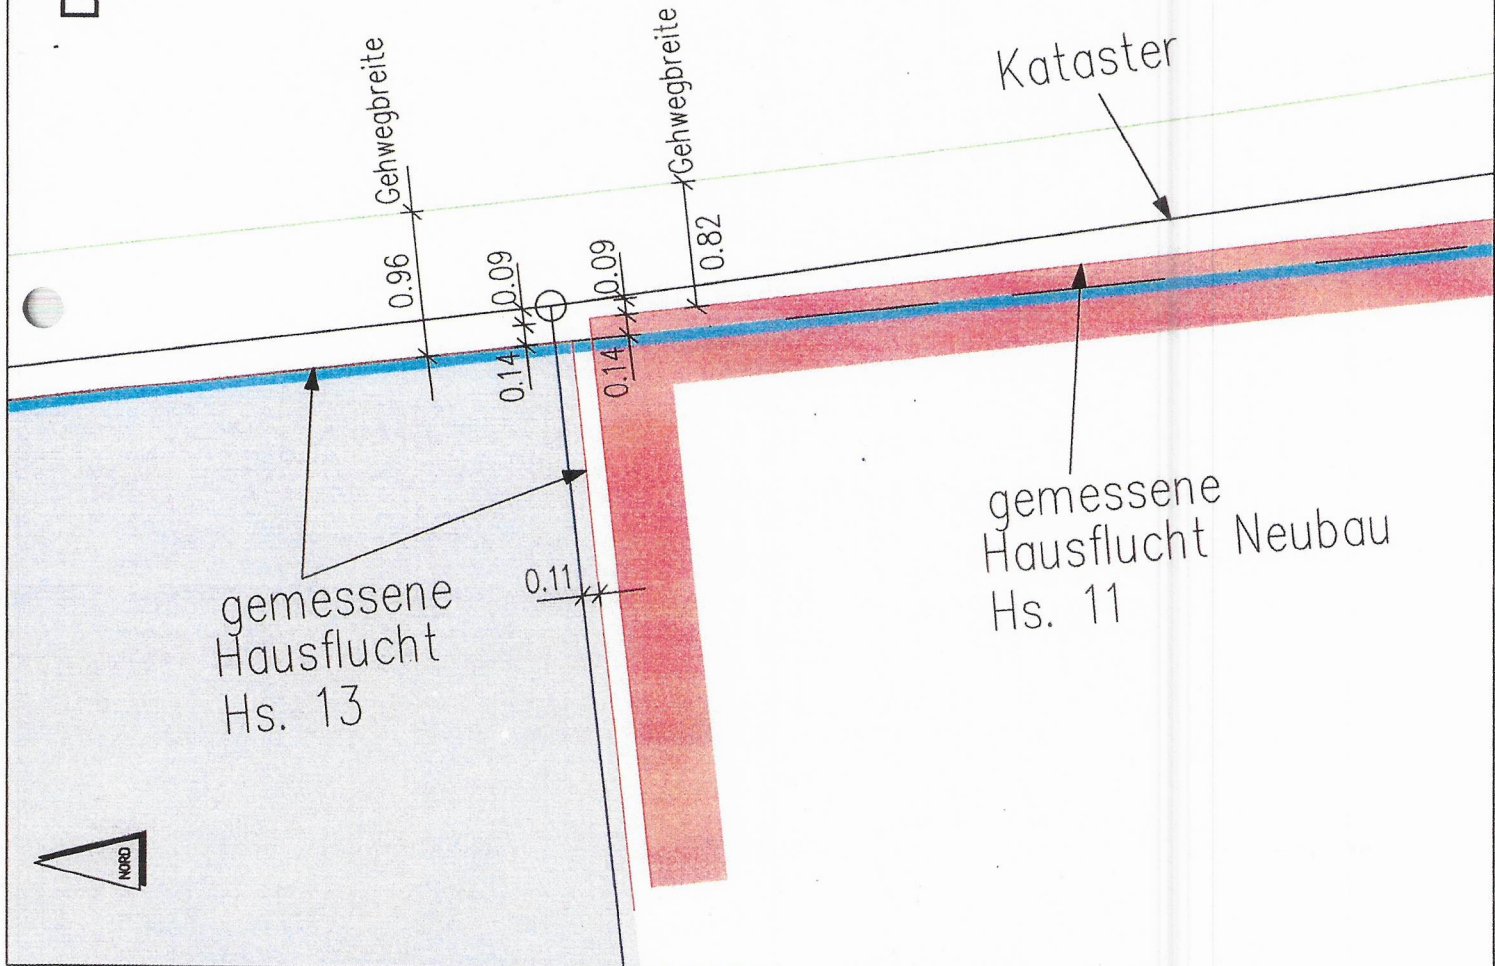 Gehwegbreite
Gehwegbreite
Kataster
0.96
0.09
0.09
0.82
0.14
0.14
gemessene
Hausflucht Neubau
Hs. 11
0.11
gemessene
Hausflucht
Hs. 13
NORD